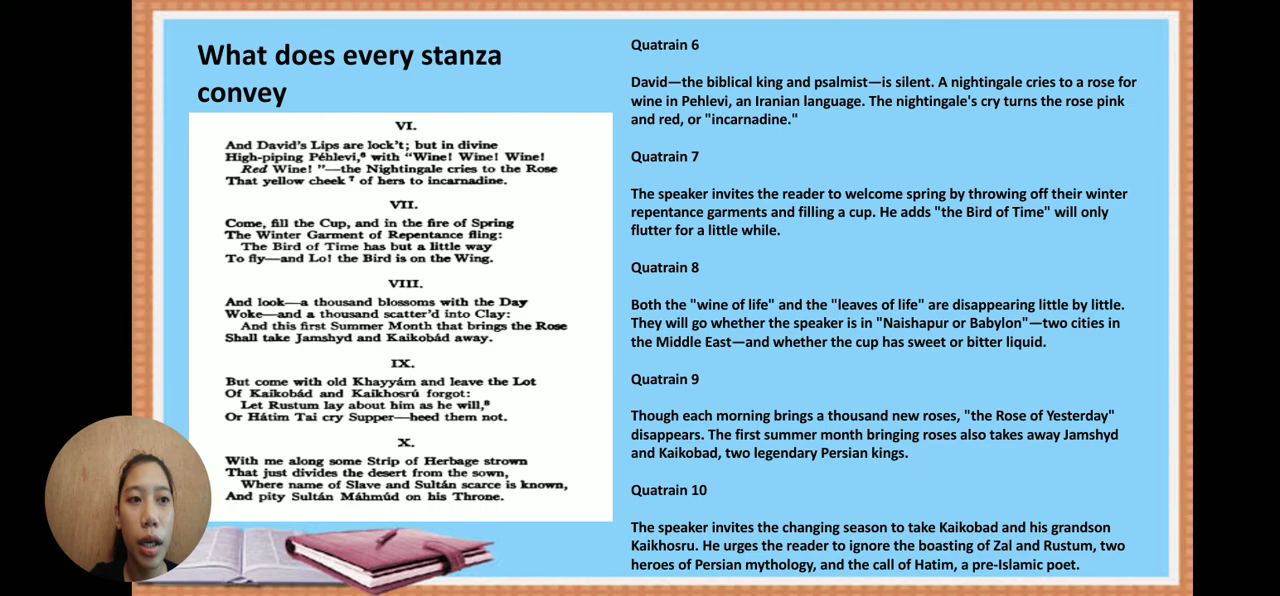 What does every stanza
convey
VI.
And David's Lips are lock't; but in divine
High-piping Péhlevi,⁶ with "Wine! Wine! Wine!
Red Wine! "—the Nightingale cries to the Rose
That yellow cheek ⁷ of hers to incarnadine.
VII.
Come, fill the Cup, and in the fire of Spring
The Winter Garment of Repentance fling:
The Bird of Time has but a little way
To fly—and Lo! the Bird is on the Wing.
VIII.
And look—a thousand blossoms with the Day
Woke—and a thousand scatter'd into Clay:
And this first Summer Month that brings the Rose
Shall take Jamshyd and Kaikobád away.
IX.
But come with old Khayyám and leave the Lot
Of Kaikobád and Kaikhosrú forgot:
Let Rustum lay about him as he will,⁸
Or Hátim Tai cry Supper—heed them not.
X.
With me along some Strip of Herbage strown
That just divides the desert from the sown,
Where name of Slave and Sultán scarce is known,
And pity Sultán Máhmúd on his Throne.
Quatrain 6
David—the biblical king and psalmist—is silent. A nightingale cries to a rose for
wine in Pehlevi, an Iranian language. The nightingale's cry turns the rose pink
and red, or "incarnadine."
Quatrain 7
The speaker invites the reader to welcome spring by throwing off their winter
repentance garments and filling a cup. He adds "the Bird of Time" will only
flutter for a little while.
Quatrain 8
Both the "wine of life" and the "leaves of life" are disappearing little by little.
They will go whether the speaker is in "Naishapur or Babylon"—two cities in
the Middle East—and whether the cup has sweet or bitter liquid.
Quatrain 9
Though each morning brings a thousand new roses, "the Rose of Yesterday"
disappears. The first summer month bringing roses also takes away Jamshyd
and Kaikobad, two legendary Persian kings.
Quatrain 10
The speaker invites the changing season to take Kaikobad and his grandson
Kaikhosru. He urges the reader to ignore the boasting of Zal and Rustum, two
heroes of Persian mythology, and the call of Hatim, a pre-Islamic poet.